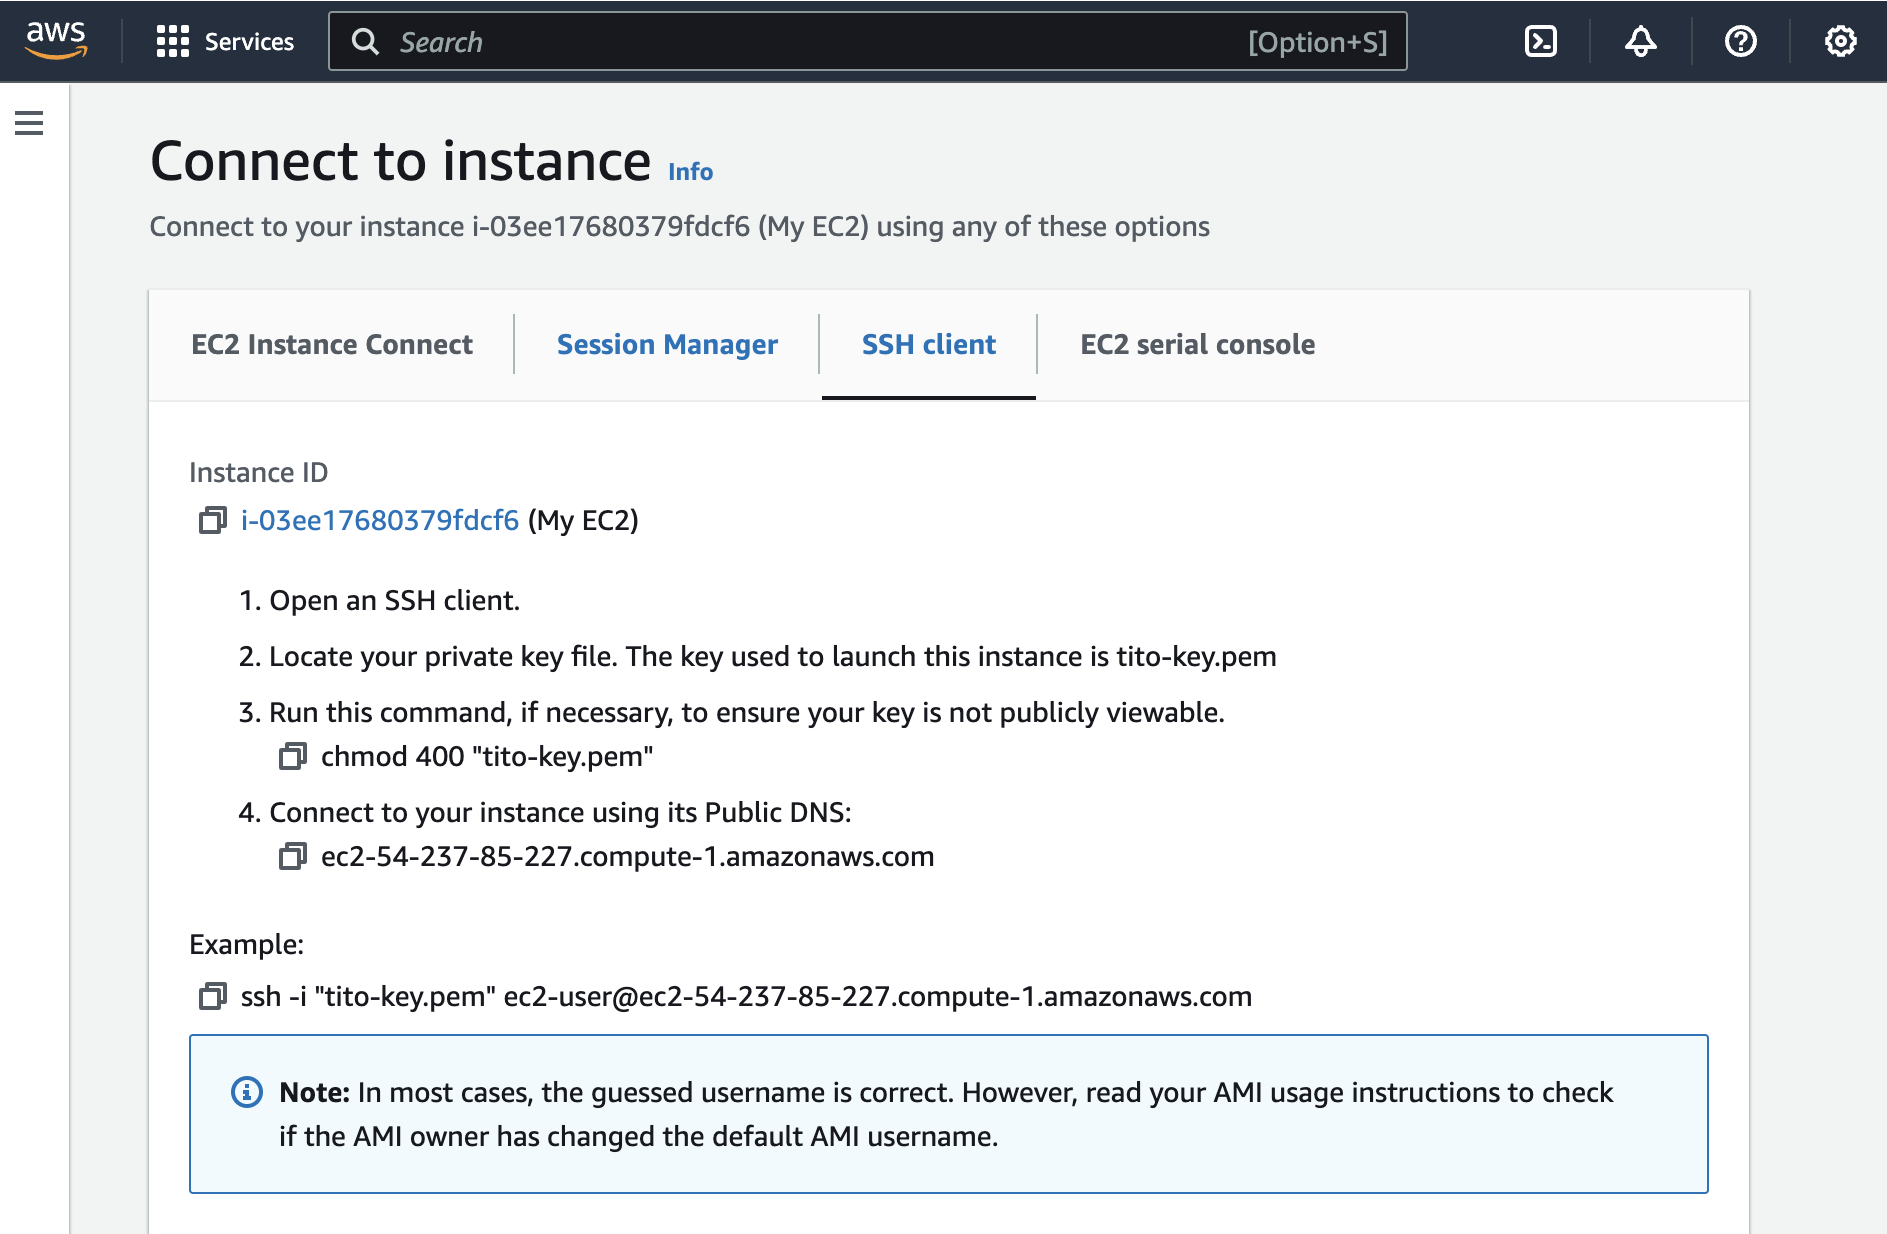 aws
Services
Search
[Option+S]
Connect to instance Info
Connect to your instance i-03ee17680379fdcf6 (My EC2) using any of these options
EC2 Instance Connect
Session Manager
SSH client
EC2 serial console
Instance ID
i-03ee17680379fdcf6 (My EC2)
1. Open an SSH client.
2. Locate your private key file. The key used to launch this instance is tito-key.pem
3. Run this command, if necessary, to ensure your key is not publicly viewable.
chmod 400 "tito-key.pem"
4. Connect to your instance using its Public DNS:
ec2-54-237-85-227.compute-1.amazonaws.com
Example:
ssh -i "tito-key.pem" ec2-user@ec2-54-237-85-227.compute-1.amazonaws.com
Note: In most cases, the guessed username is correct. However, read your AMI usage instructions to check
if the AMI owner has changed the default AMI username.